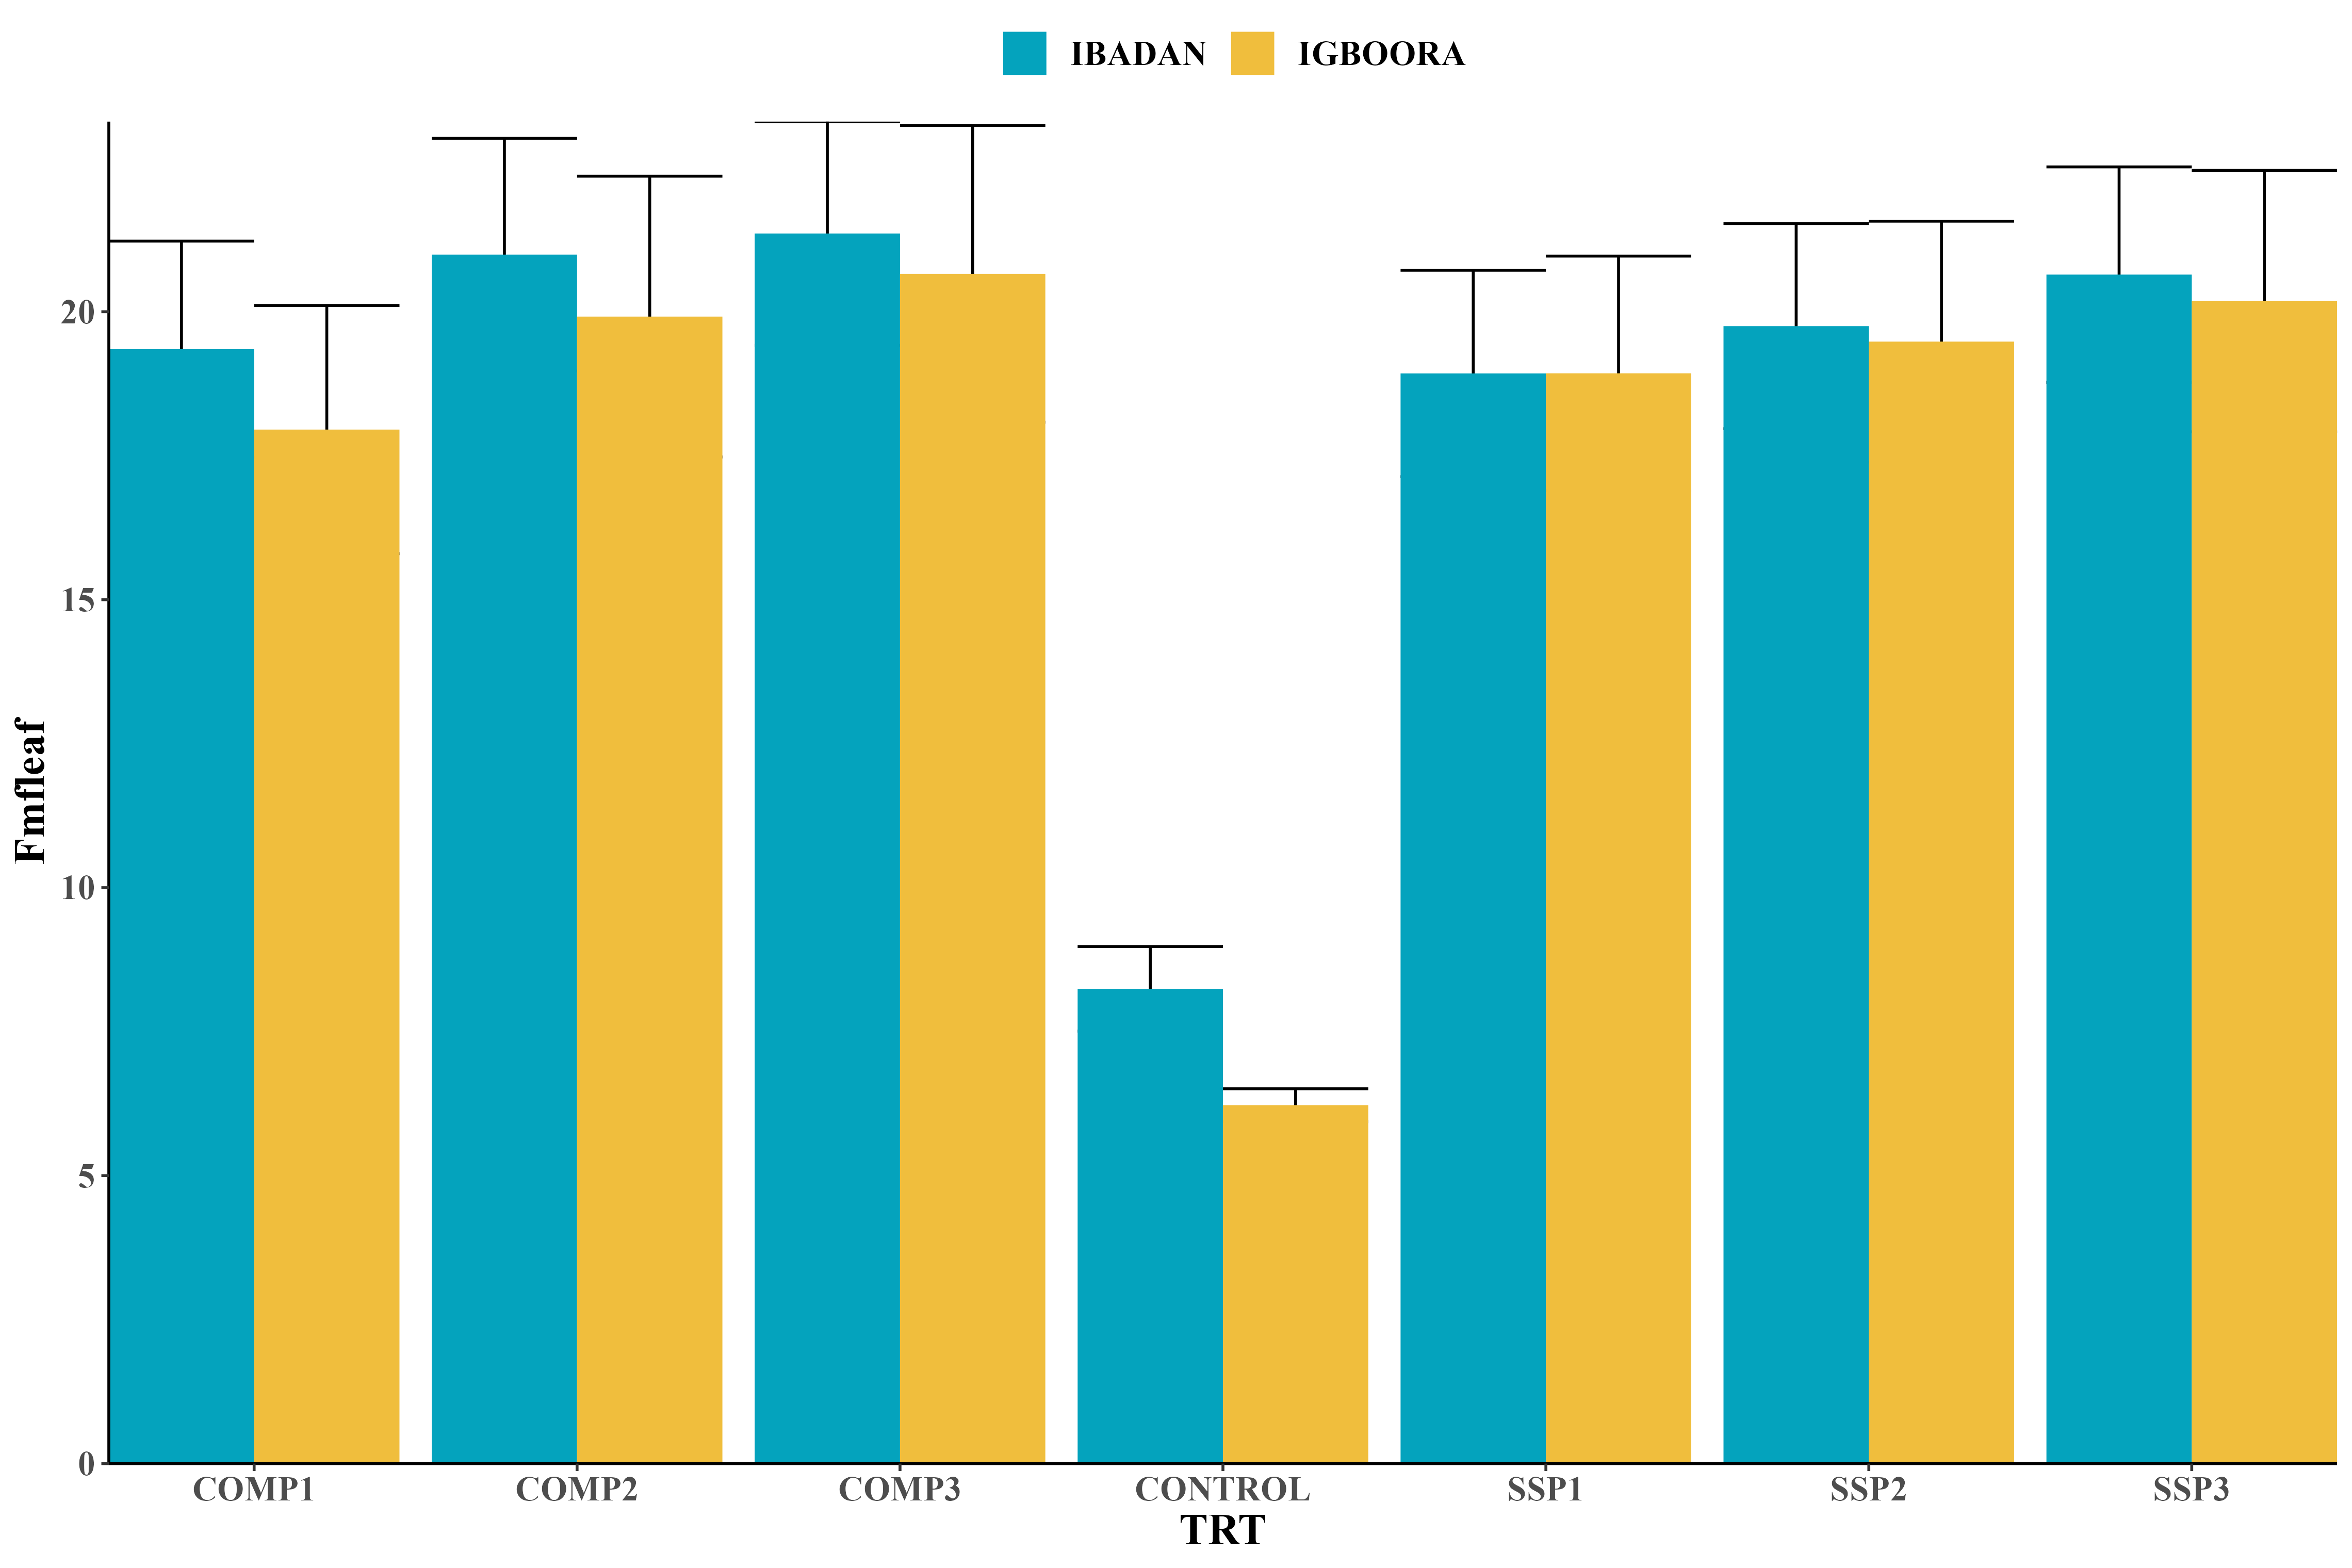 IBADAN IGBOORA
20
15
10
5
0
Fmfleaf
COMP1 COMP2 COMP3 CONTROL SSP1 SSP2 SSP3
TRT